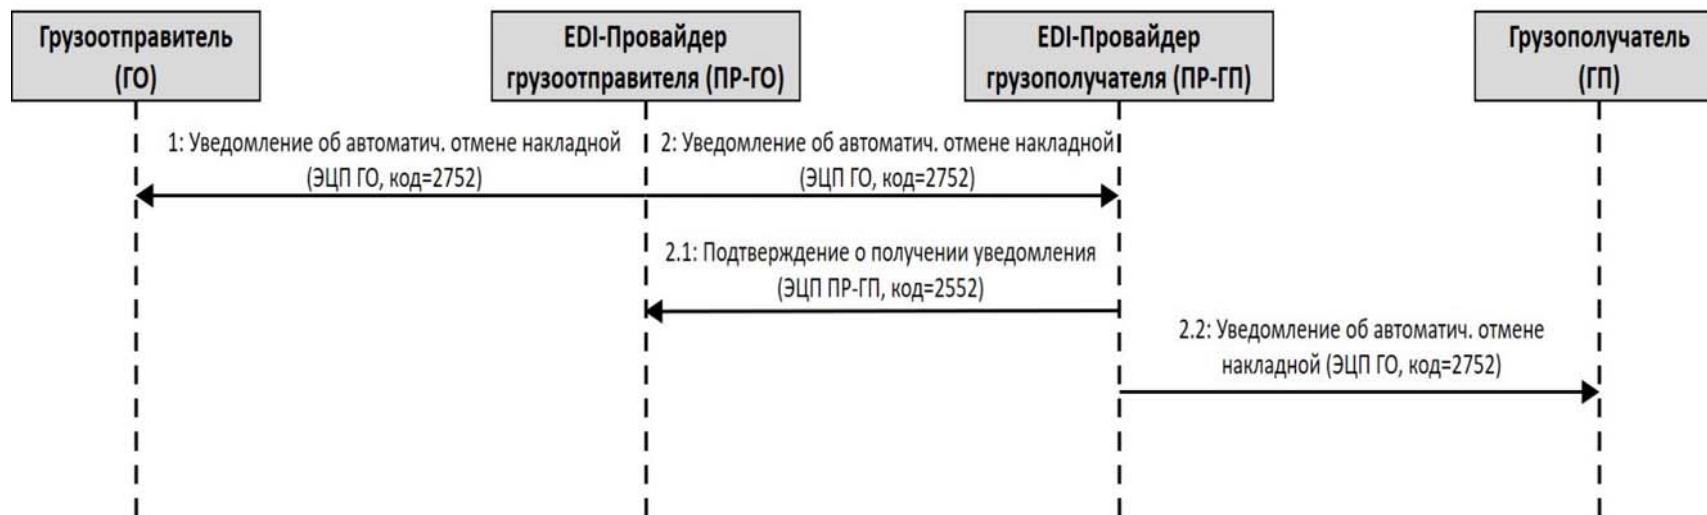 Грузоотправитель
(ГО)
EDI-Провайдер
грузоотправителя (ПР-ГО)
EDI-Провайдер
грузополучателя (ПР-ГП)
Грузополучатель
(ГП)
1: Уведомление об автоматич. отмене накладной
(ЭЦП ГО, код=2752)
2: Уведомление об автоматич. отмене накладной
(ЭЦП ГО, код=2752)
2.1: Подтверждение о получении уведомления
(ЭЦП ПР-ГП, код=2552)
2.2: Уведомление об автоматич. отмене
накладной (ЭЦП ГО, код=2752)